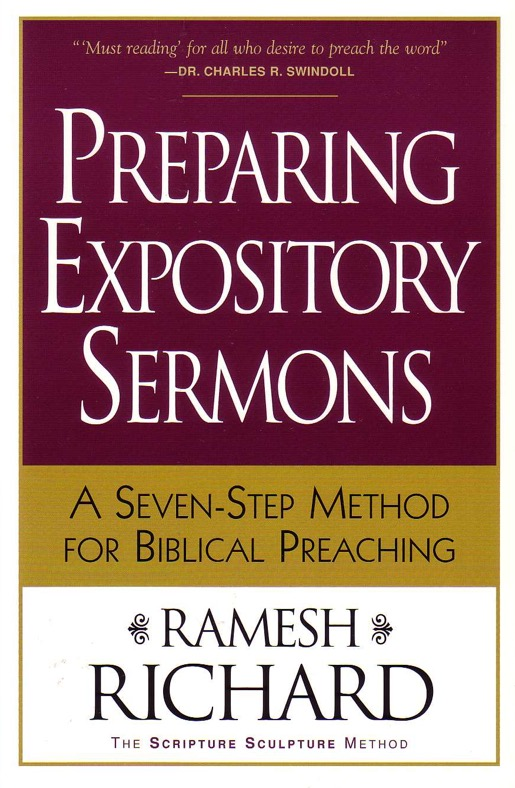 “‘Must reading’ for all who desire to preach the word”
—DR. CHARLES R. SWINDOLL
PREPARING
EXPOSITORY
SERMONS
A SEVEN-STEP METHOD
FOR BIBLICAL PREACHING
RAMESH
RICHARD
THE SCRIPTURE SCULPTURE METHOD